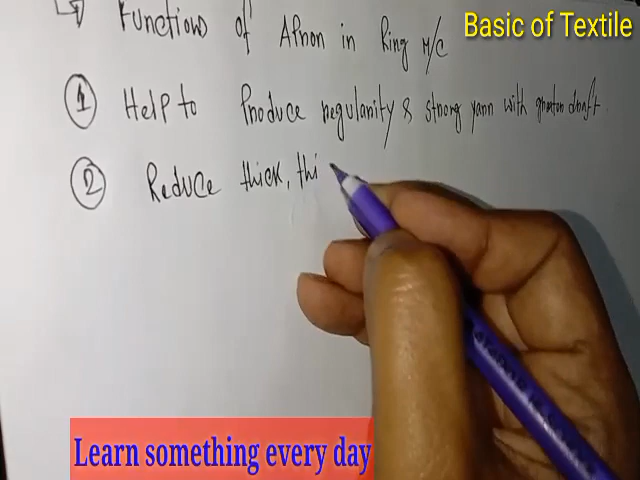 Basic of Textile
Functions of Apron in Ring M/C
① Help to Produce regularity & strong yarn with greater draft.
② Reduce thick, thi
Learn something every day